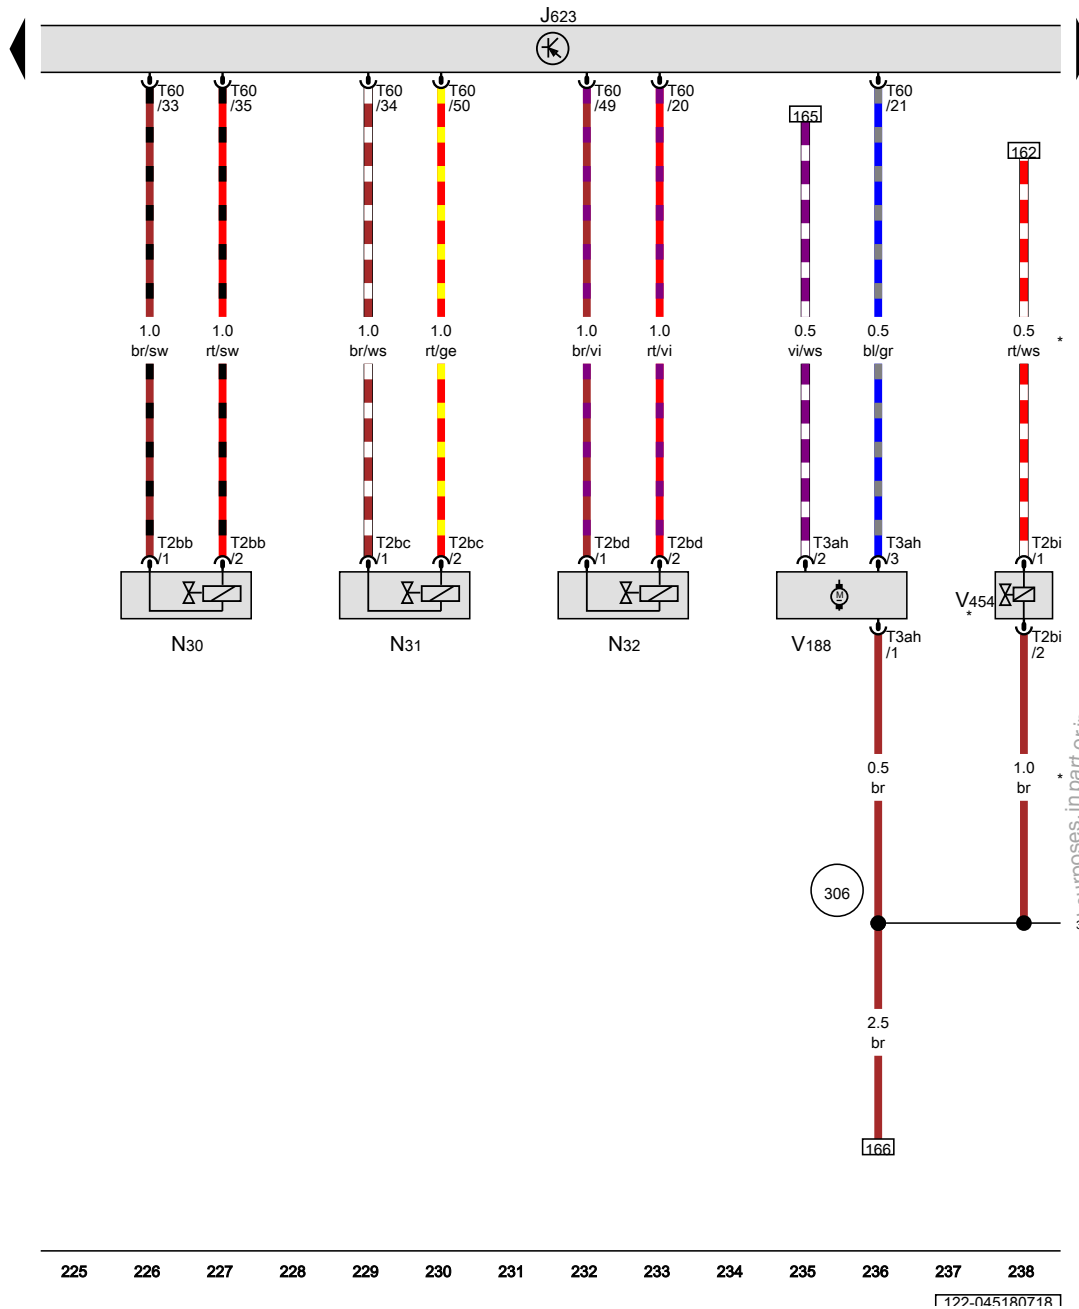 J623
T60 T60 T60 T60 T60 T60 T60
/33 /35 /34 /50 /49 /20 /21
165
162
1.0 1.0 1.0 1.0 1.0 1.0 0.5 0.5 0.5
br/sw rt/sw br/ws rt/ge br/vi rt/vi vi/ws bl/gr rt/ws *
T2bb T2bb T2bc T2bc T2bd T2bd T3ah T3ah T2bi
/1 /2 /1 /2 /1 /2 /2 /3 /1
M
V454
*
N30 N31 N32 V188
T3ah T2bi
/1 /2
0.5 1.0
br br *
306
2.5
br
166
purposes, in part or
225 226 227 228 229 230 231 232 233 234 235 236 237 238
122-045180718